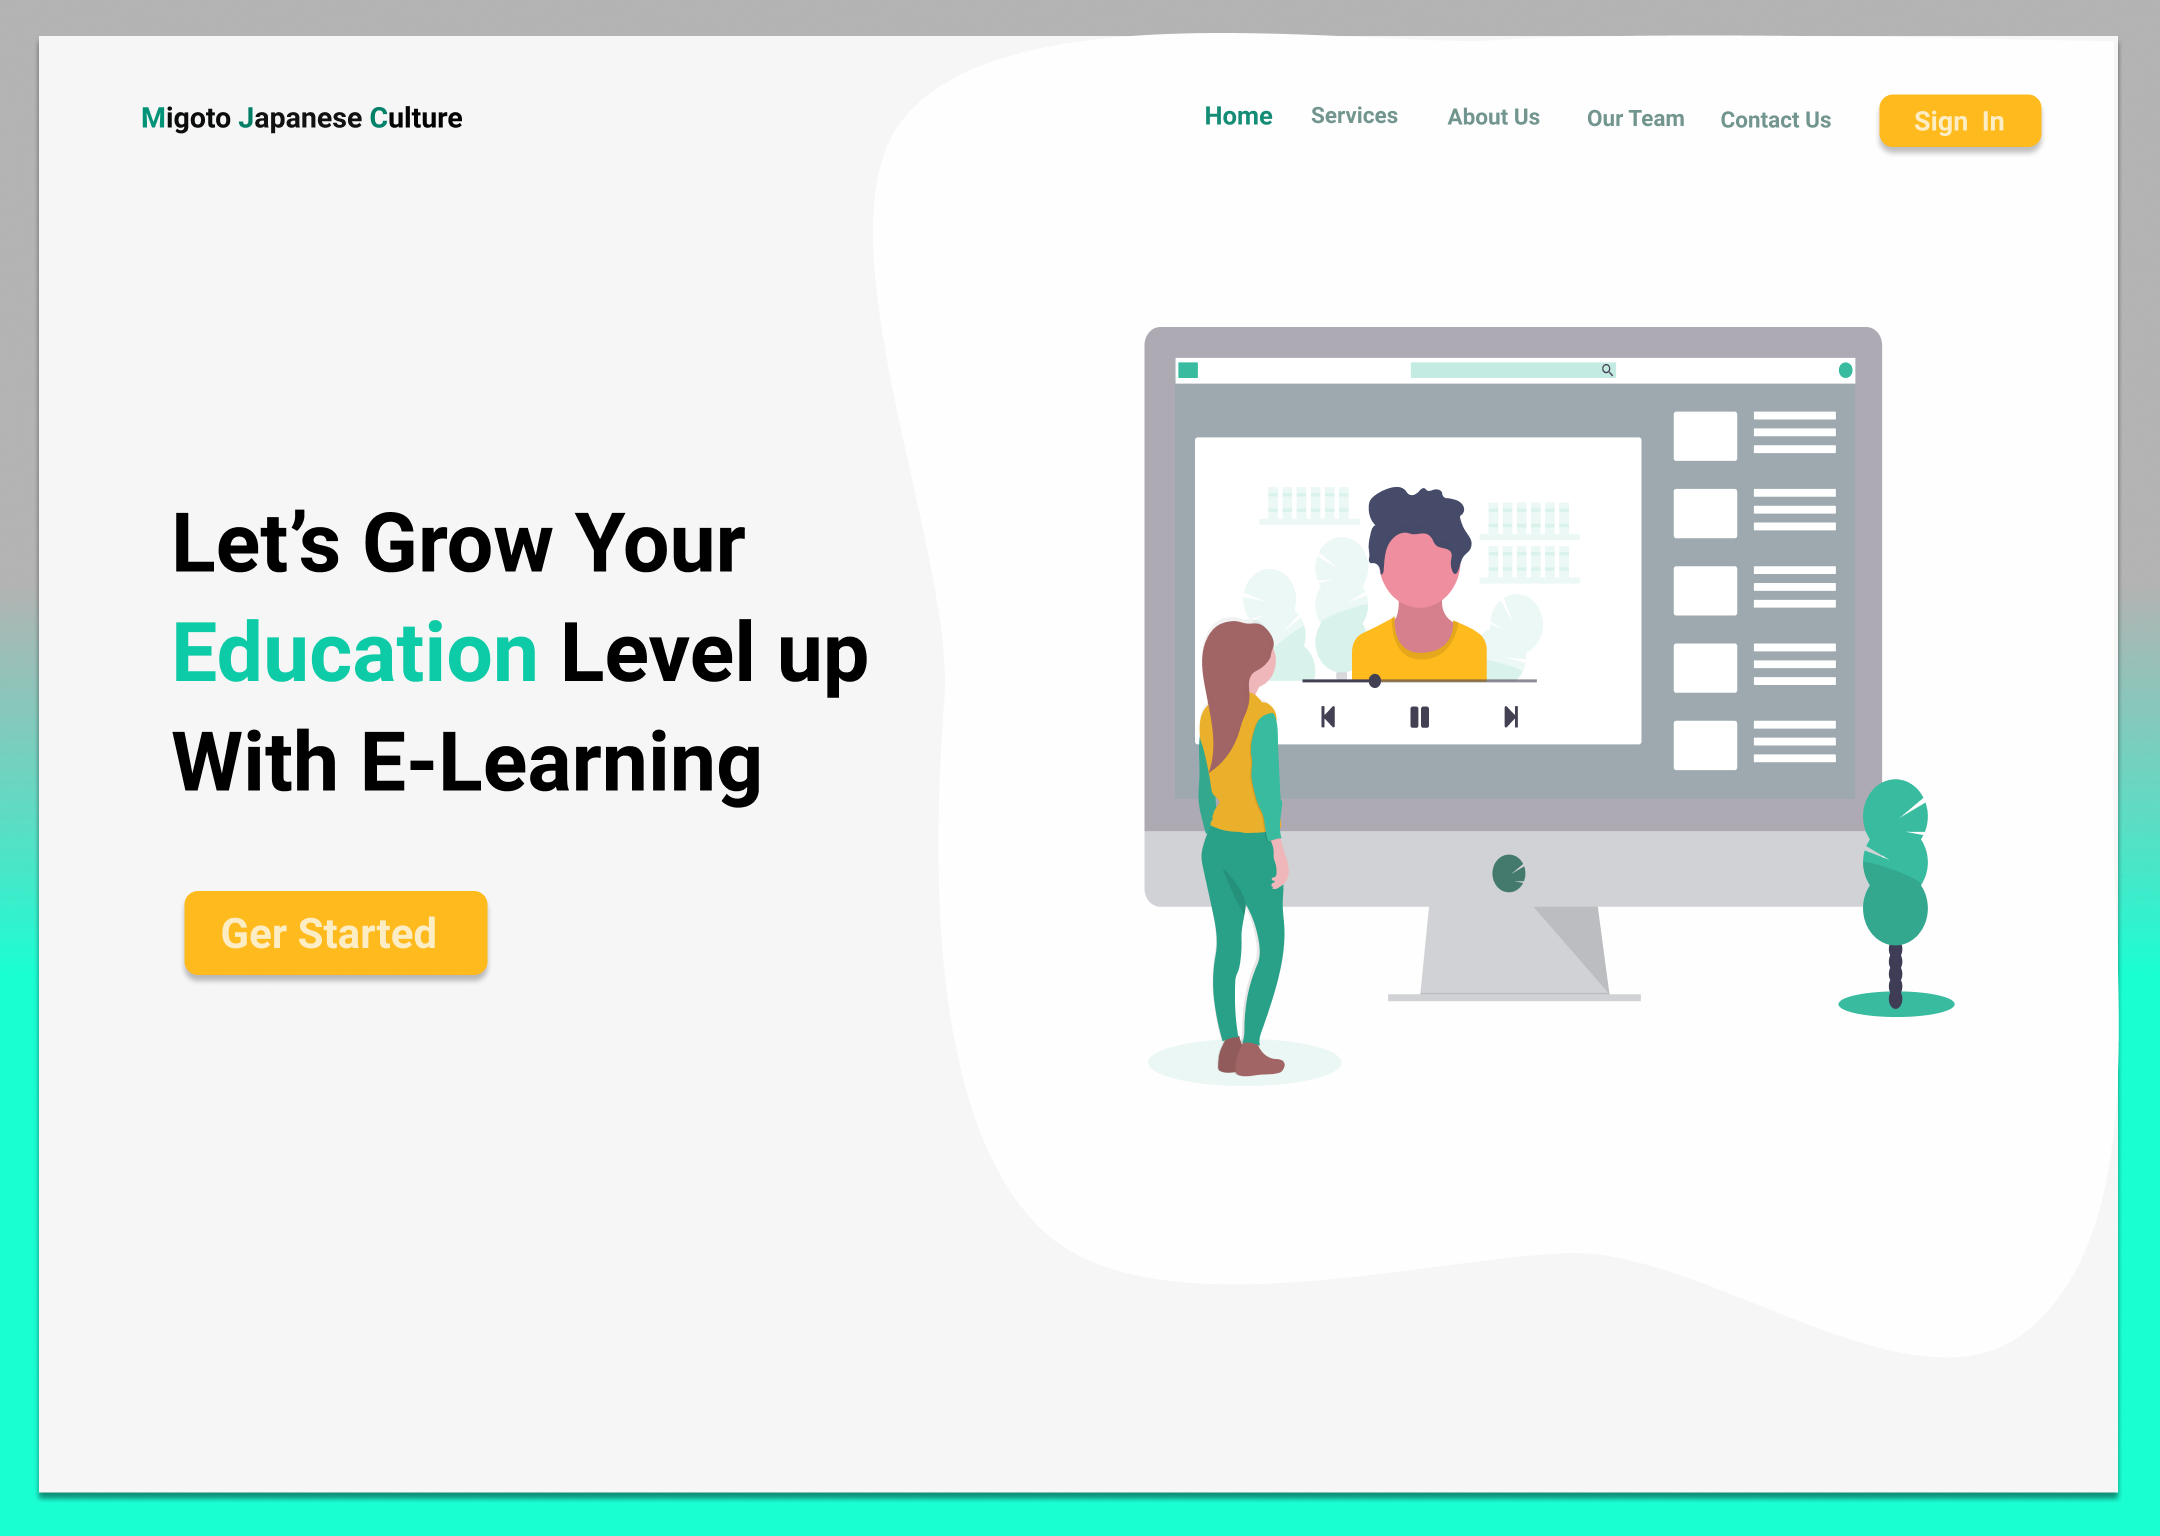 Migoto Japanese Culture
Home Services About Us Our Team Contact Us Sign In
Let’s Grow Your
Education Level up
With E-Learning
Ger Started